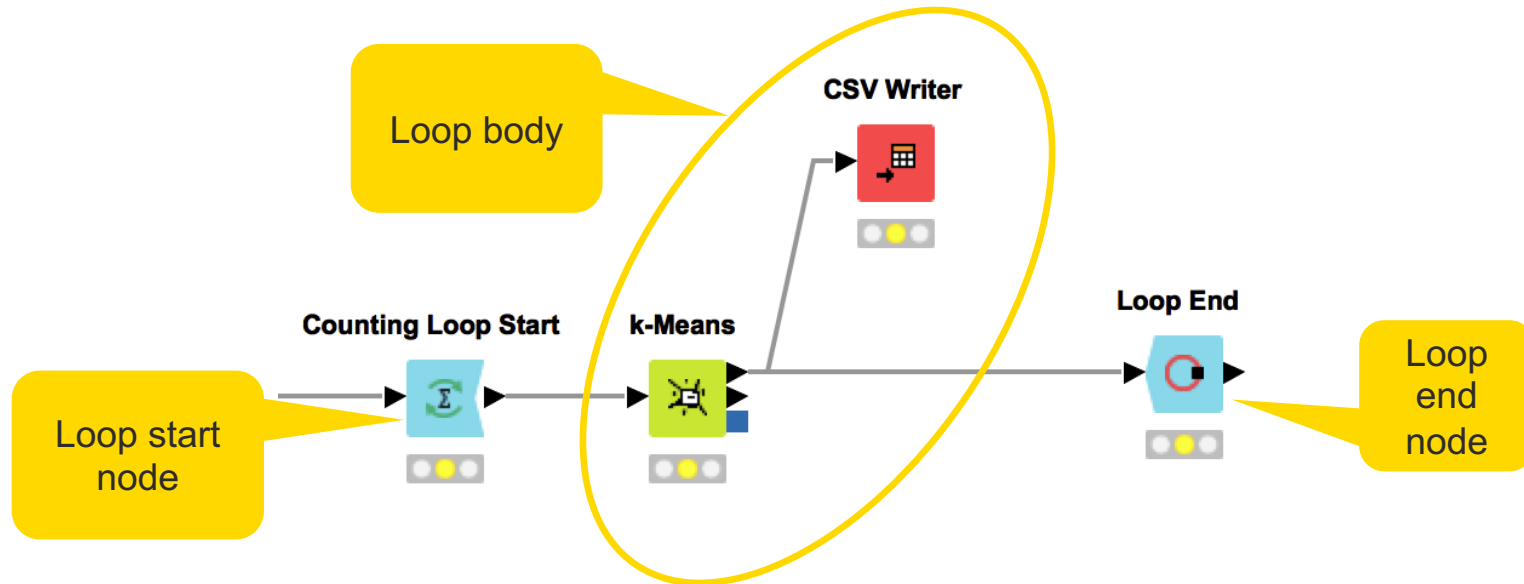 Loop body
CSV Writer
Counting Loop Start
k-Means
Loop End
Loop start
node
Loop
end
node
Σ